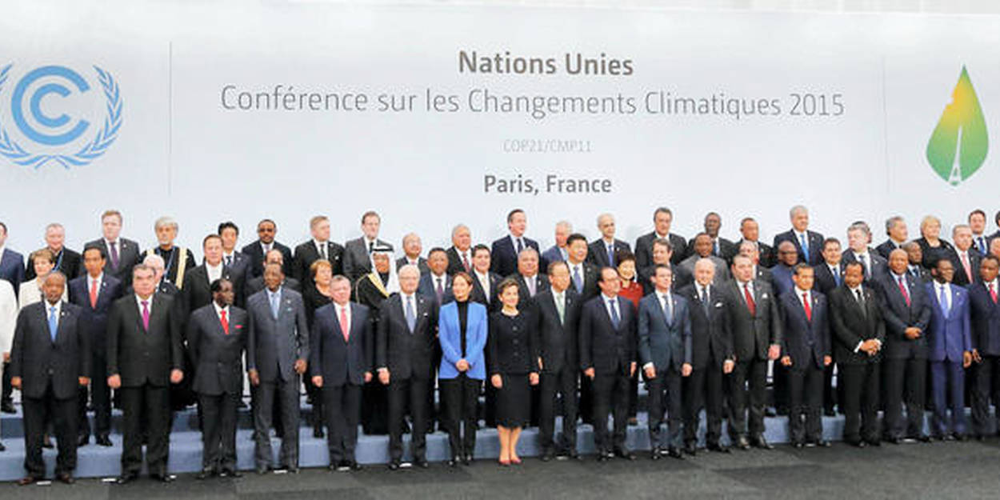 Nations Unies
Conférence sur les Changements Climatiques 2015
COP21/CMP11
Paris, France